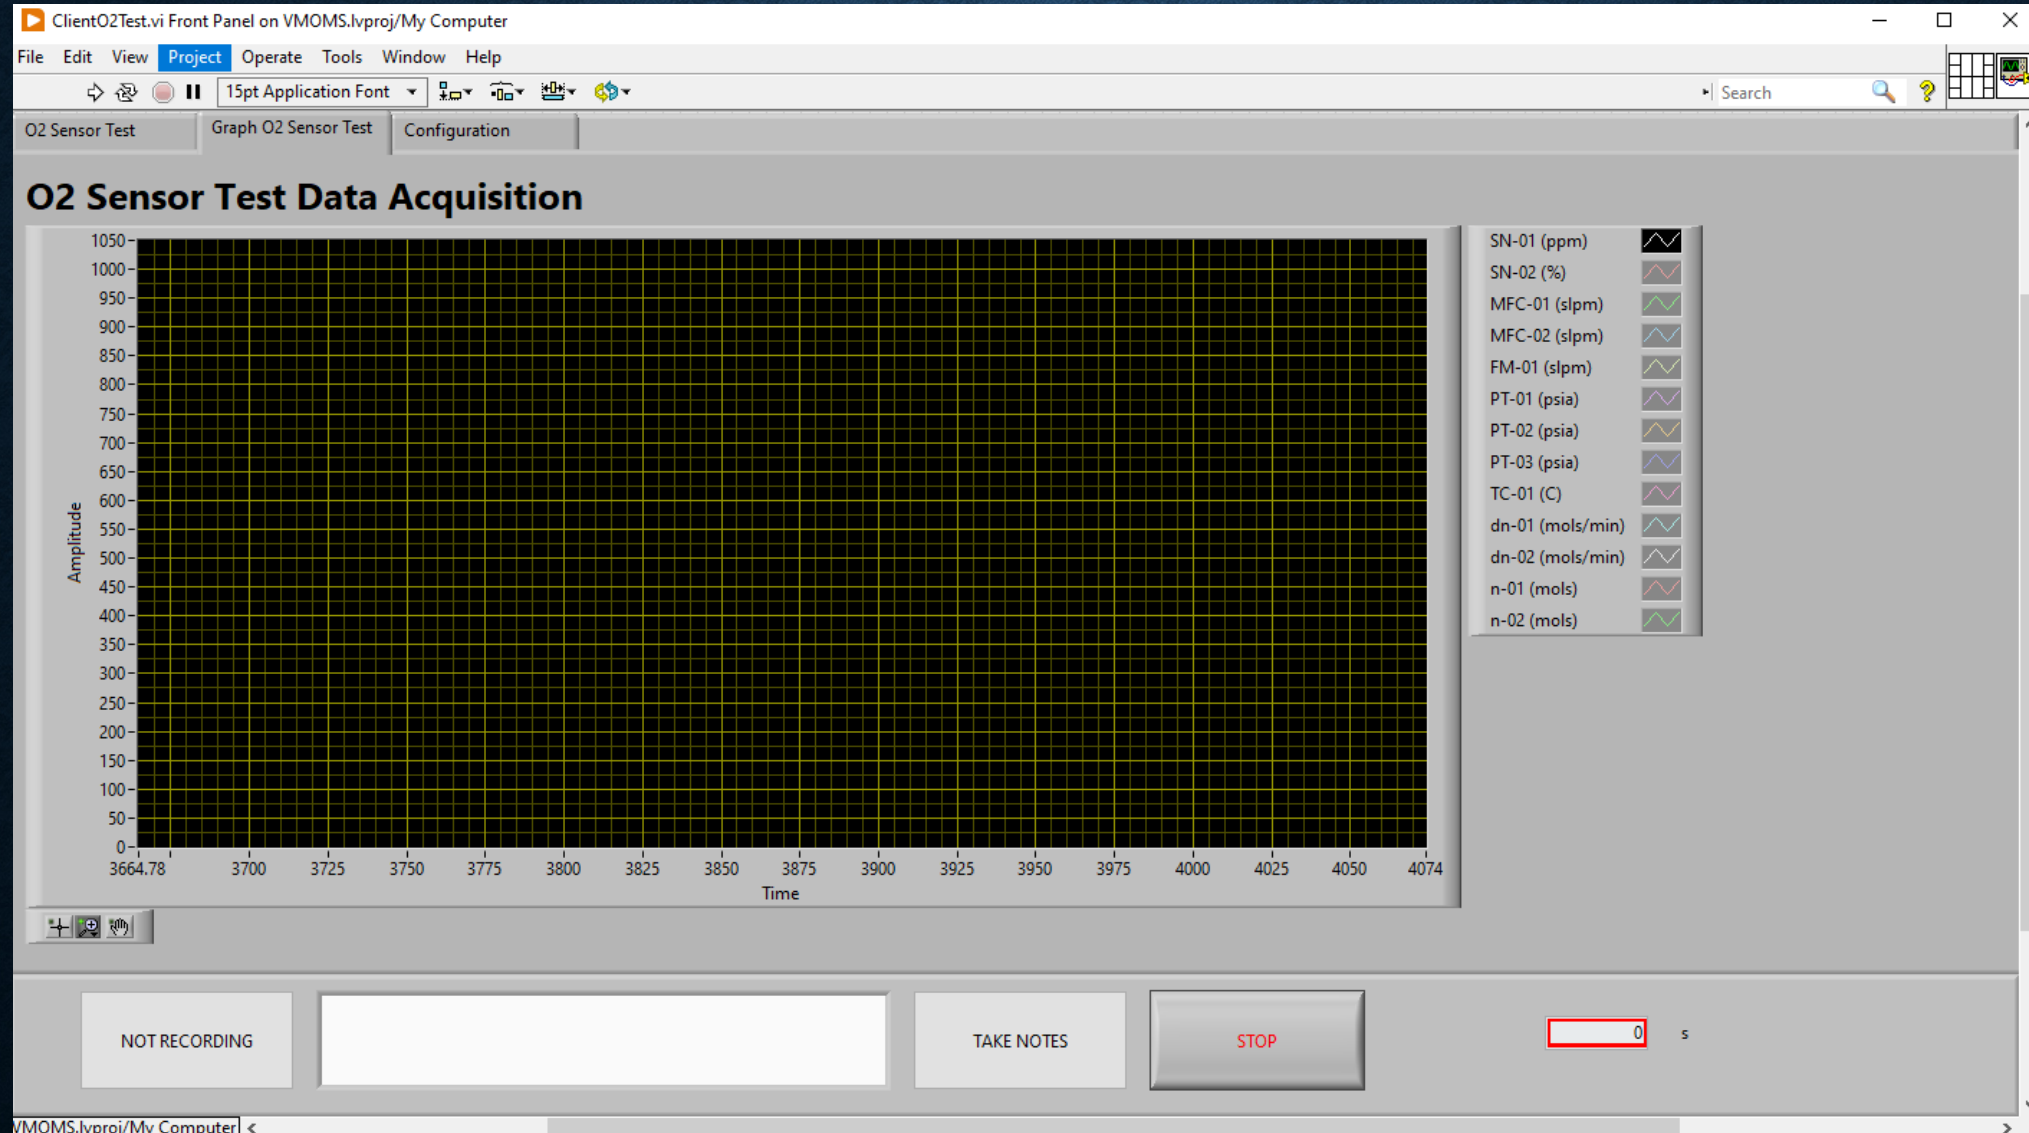 ClientO2Test.vi Front Panel on VMOMS.lvproj/My Computer
File Edit View Project Operate Tools Window Help
15pt Application Font
Search
O2 Sensor Test
Graph O2 Sensor Test
Configuration
O2 Sensor Test Data Acquisition
1050
1000
950
900
850
800
750
700
650
600
550
500
450
400
350
300
250
200
150
100
50
0
Amplitude
3664.78 3700 3725 3750 3775 3800 3825 3850 3875 3900 3925 3950 3975 4000 4025 4050 4074
Time
SN-01 (ppm)
SN-02 (%)
MFC-01 (slpm)
MFC-02 (slpm)
FM-01 (slpm)
PT-01 (psia)
PT-02 (psia)
PT-03 (psia)
TC-01 (C)
dn-01 (mols/min)
dn-02 (mols/min)
n-01 (mols)
n-02 (mols)
NOT RECORDING
TAKE NOTES
STOP
0 s
VMOMS.lvproj/My Computer